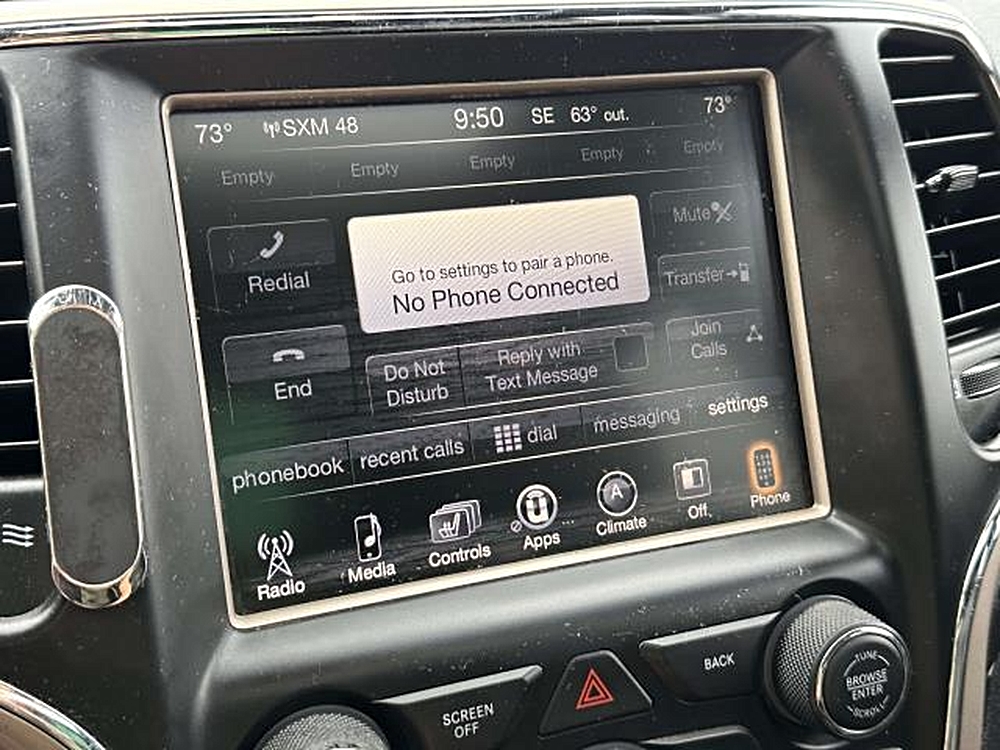 73° SXM 48 9:50 SE 63° out. 73°
Empty Empty Empty Empty Empty
Redial
Go to settings to pair a phone.
No Phone Connected
Mute
Transfer
End
Do Not
Disturb
Reply with
Text Message
Join
Calls
phonebook recent calls dial messaging settings
Radio Media Controls Apps A Climate Off. Phone
SCREEN
OFF
BACK
TUNE
BROWSE
ENTER
SCROLL